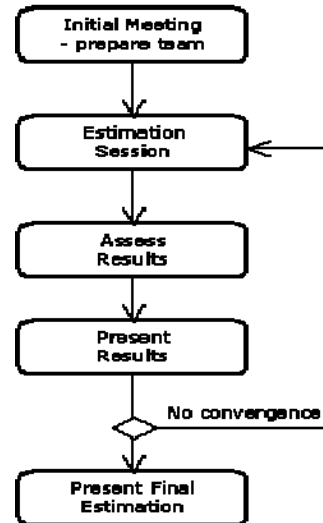 Initial Meeting
- prepare team
Estimation
Session
Assess
Results
Present
Results
No convergence
Present Final
Estimation